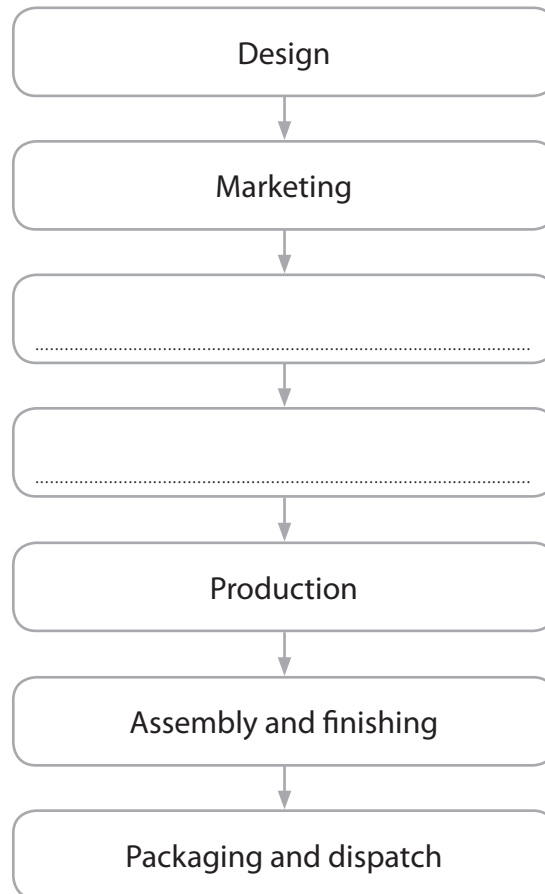 Design
Marketing
Production
Assembly and finishing
Packaging and dispatch